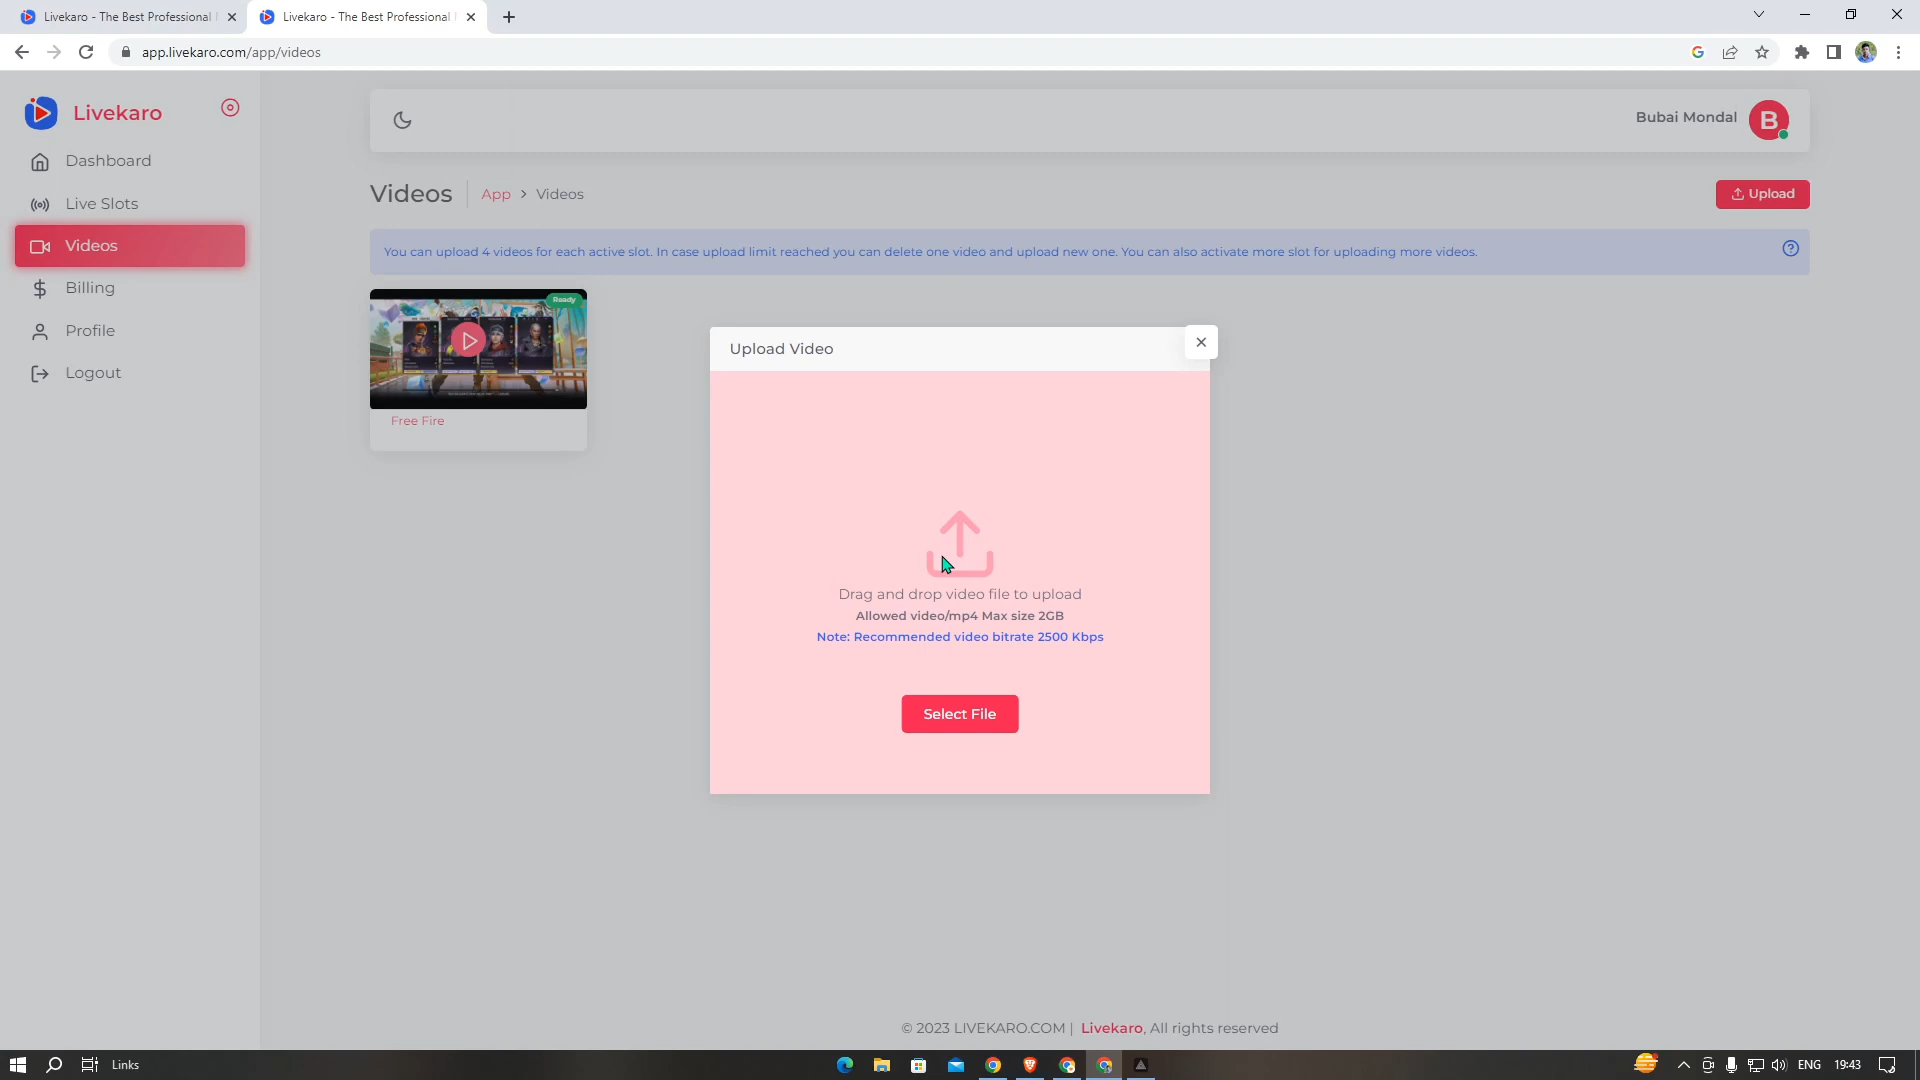 Livekaro - The Best Professional
Livekaro - The Best Professional
app.livekaro.com/app/videos
Livekaro
Bubai Mondal
B
Dashboard
Live Slots
Videos
Billing
Profile
Logout
Videos
App > Videos
Upload
You can upload 4 videos for each active slot. In case upload limit reached you can delete one video and upload new one. You can also activate more slot for uploading more videos.
Ready
Free Fire
Upload Video
Drag and drop video file to upload
Allowed video/mp4 Max size 2GB
Note: Recommended video bitrate 2500 Kbps
Select File
© 2023 LIVEKARO.COM | Livekaro, All rights reserved
Links
ENG
19:43